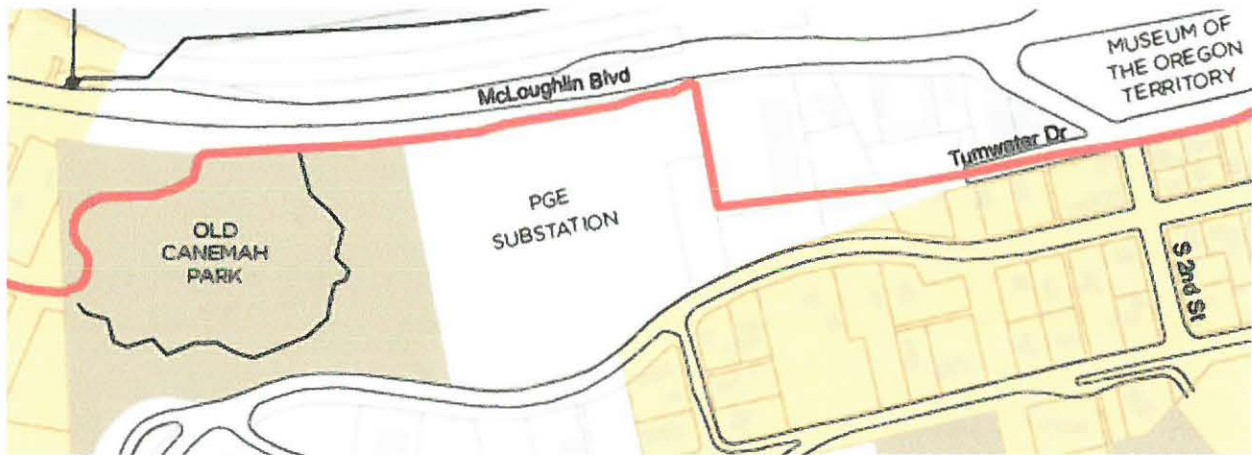 MUSEUM OF
THE OREGON
TERRITORY
McLoughlin Blvd
Tumwater Dr
PGE
SUBSTATION
OLD
CANEMAH
PARK
S 2nd St